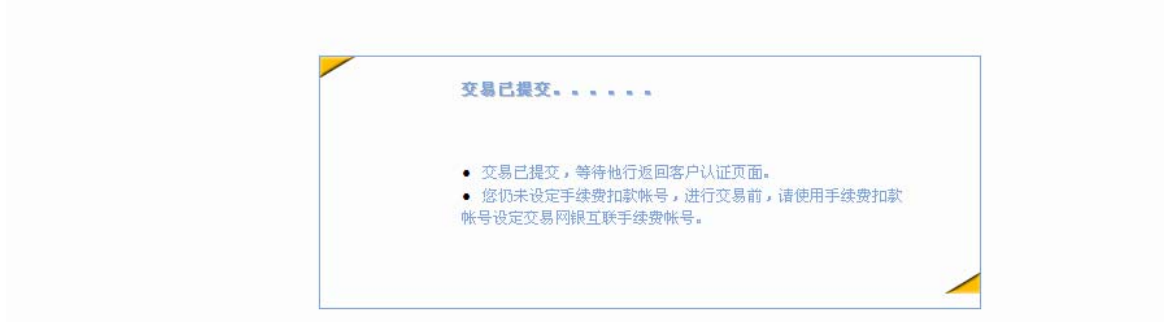 交易已提交。。。。。。
● 交易已提交，等待他行返回客户认证页面。
● 您仍未设定手续费扣款帐号，进行交易前，请使用手续费扣款
帐号设定交易网银互联手续费帐号。